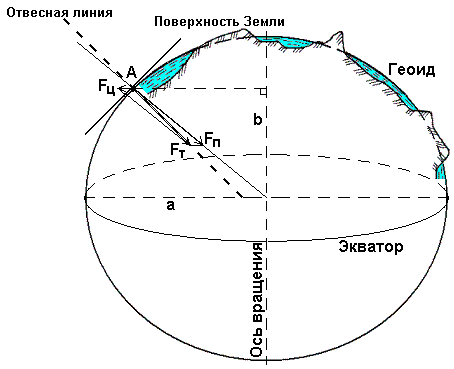 Отвесная линия
Поверхность Земли
Геоид
А
Fц
Fт
Fп
b
a
Экватор
Ось вращения